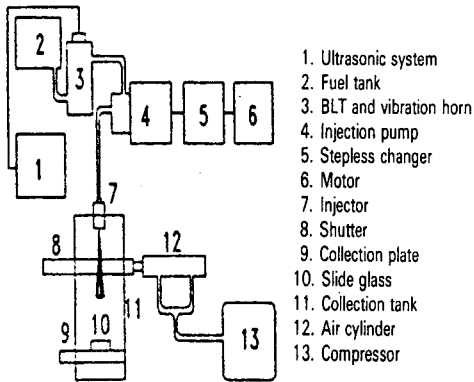 2
3
4
5
6
1
7
8
12
11
10
9
13
1. Ultrasonic system
2. Fuel tank
3. BLT and vibration horn
4. Injection pump
5. Stepless changer
6. Motor
7. Injector
8. Shutter
9. Collection plate
10. Slide glass
11. Collection tank
12. Air cylinder
13. Compressor